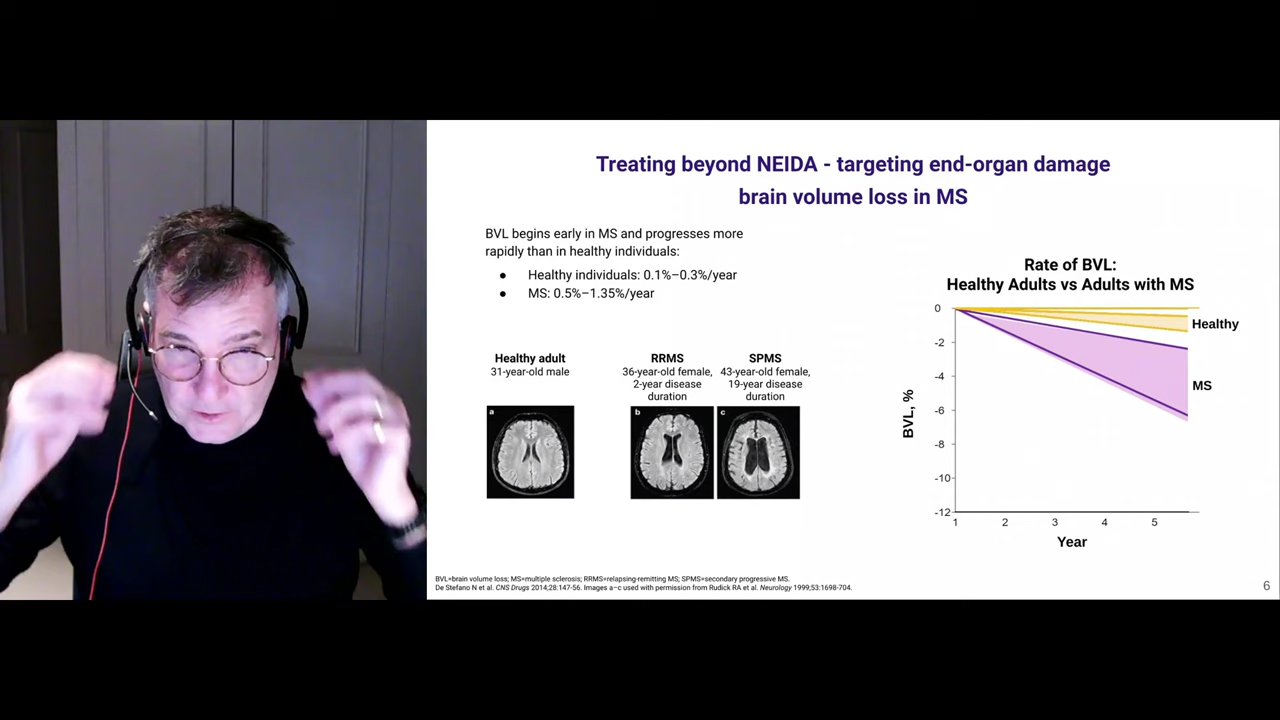 Treating beyond NEIDA - targeting end-organ damage
brain volume loss in MS
BVL begins early in MS and progresses more
rapidly than in healthy individuals:
● Healthy individuals: 0.1%–0.3%/year
● MS: 0.5%–1.35%/year
Healthy adult
31-year-old male
RRMS
36-year-old female,
2-year disease
duration
SPMS
43-year-old female,
19-year disease
duration
a
b
c
Rate of BVL:
Healthy Adults vs Adults with MS
BVL, %
0
-2
-4
-6
-8
-10
-12
Healthy
MS
1 2 3 4 5
Year
BVL=brain volume loss; MS=multiple sclerosis; RRMS=relapsing-remitting MS; SPMS=secondary progressive MS.
De Stefano N et al. CNS Drugs 2014;28:147-56. Images a–c used with permission from Rudick RA et al. Neurology 1999;53:1698-704.
6